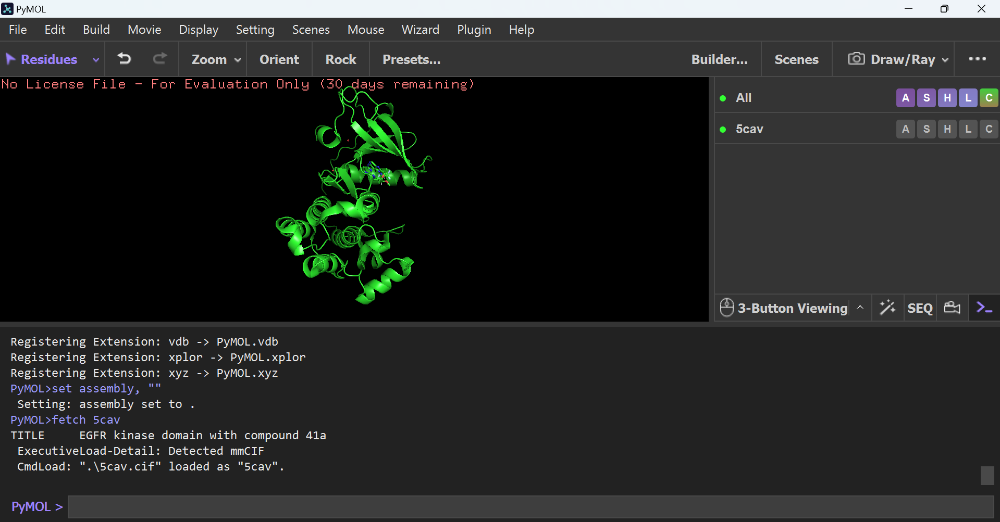 PyMOL
File Edit Build Movie Display Setting Scenes Mouse Wizard Plugin Help
Residues Zoom Orient Rock Presets... Builder... Scenes Draw/Ray
No License File - For Evaluation Only (30 days remaining)
All A S H L C
5cav A S H L C
3-Button Viewing SEQ
Registering Extension: vdb -> PyMOL.vdb
Registering Extension: xplor -> PyMOL.xplor
Registering Extension: xyz -> PyMOL.xyz
PyMOL>set assembly, ""
Setting: assembly set to .
PyMOL>fetch 5cav
TITLE     EGFR kinase domain with compound 41a
ExecutiveLoad-Detail: Detected mmCIF
CmdLoad: ".\5cav.cif" loaded as "5cav".
PyMOL >